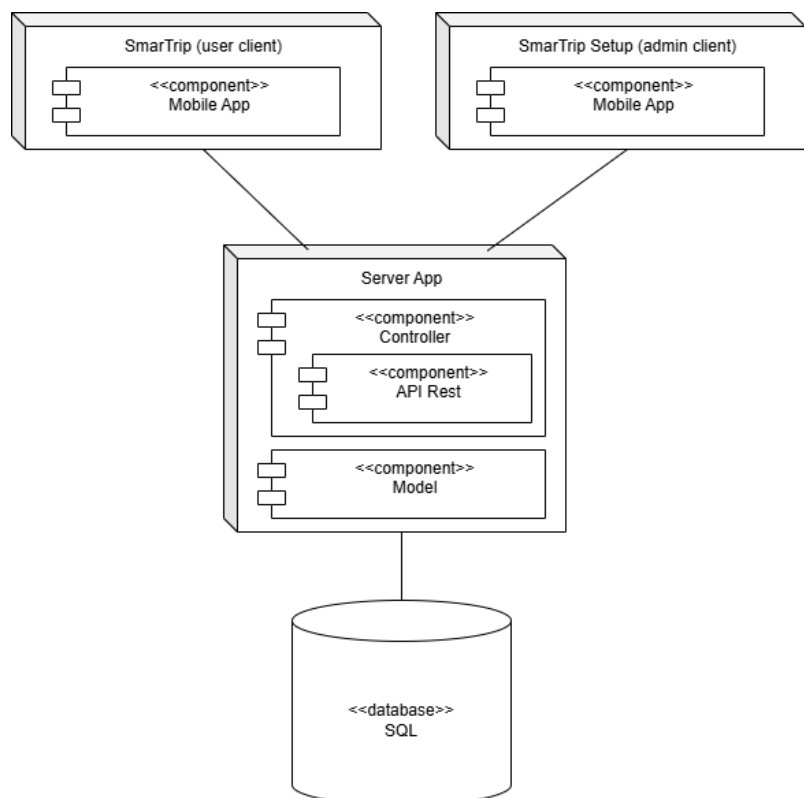 SmarTrip (user client)
<<component>>
Mobile App
SmarTrip Setup (admin client)
<<component>>
Mobile App
Server App
<<component>>
Controller
<<component>>
API Rest
<<component>>
Model
<<database>>
SQL